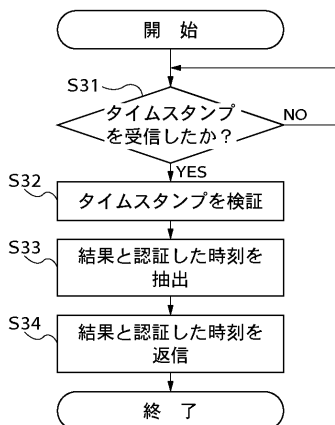 開 始
S31
タイムスタンプ
を受信したか？
NO
YES
S32
タイムスタンプを検証
S33
結果と認証した時刻を
抽出
S34
結果と認証した時刻を
返信
終 了